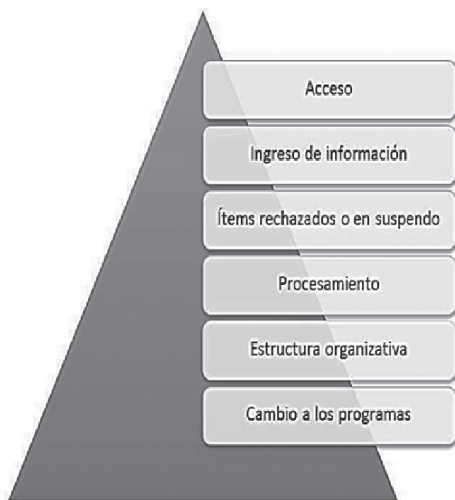 Acceso
Ingreso de información
Ítems rechazados o en suspendo
Procesamiento
Estructura organizativa
Cambio a los programas